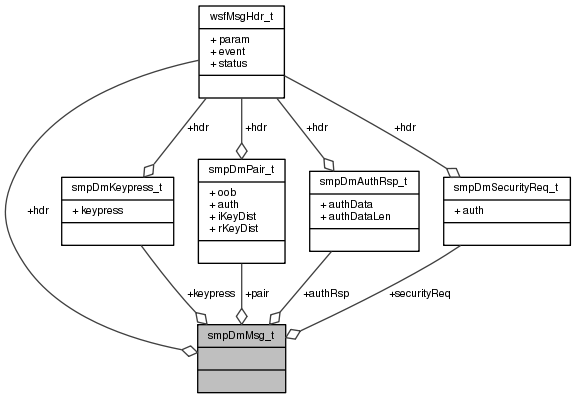 wsfMsgHdr_t
+ param
+ event
+ status
+hdr
+hdr
+hdr
+hdr
smpDmKeypress_t
+ keypress
smpDmPair_t
+ oob
+ auth
+ iKeyDist
+ rKeyDist
smpDmAuthRsp_t
+ authData
+ authDataLen
smpDmSecurityReq_t
+ auth
+hdr
+keypress
+pair
+authRsp
+securityReq
smpDmMsg_t